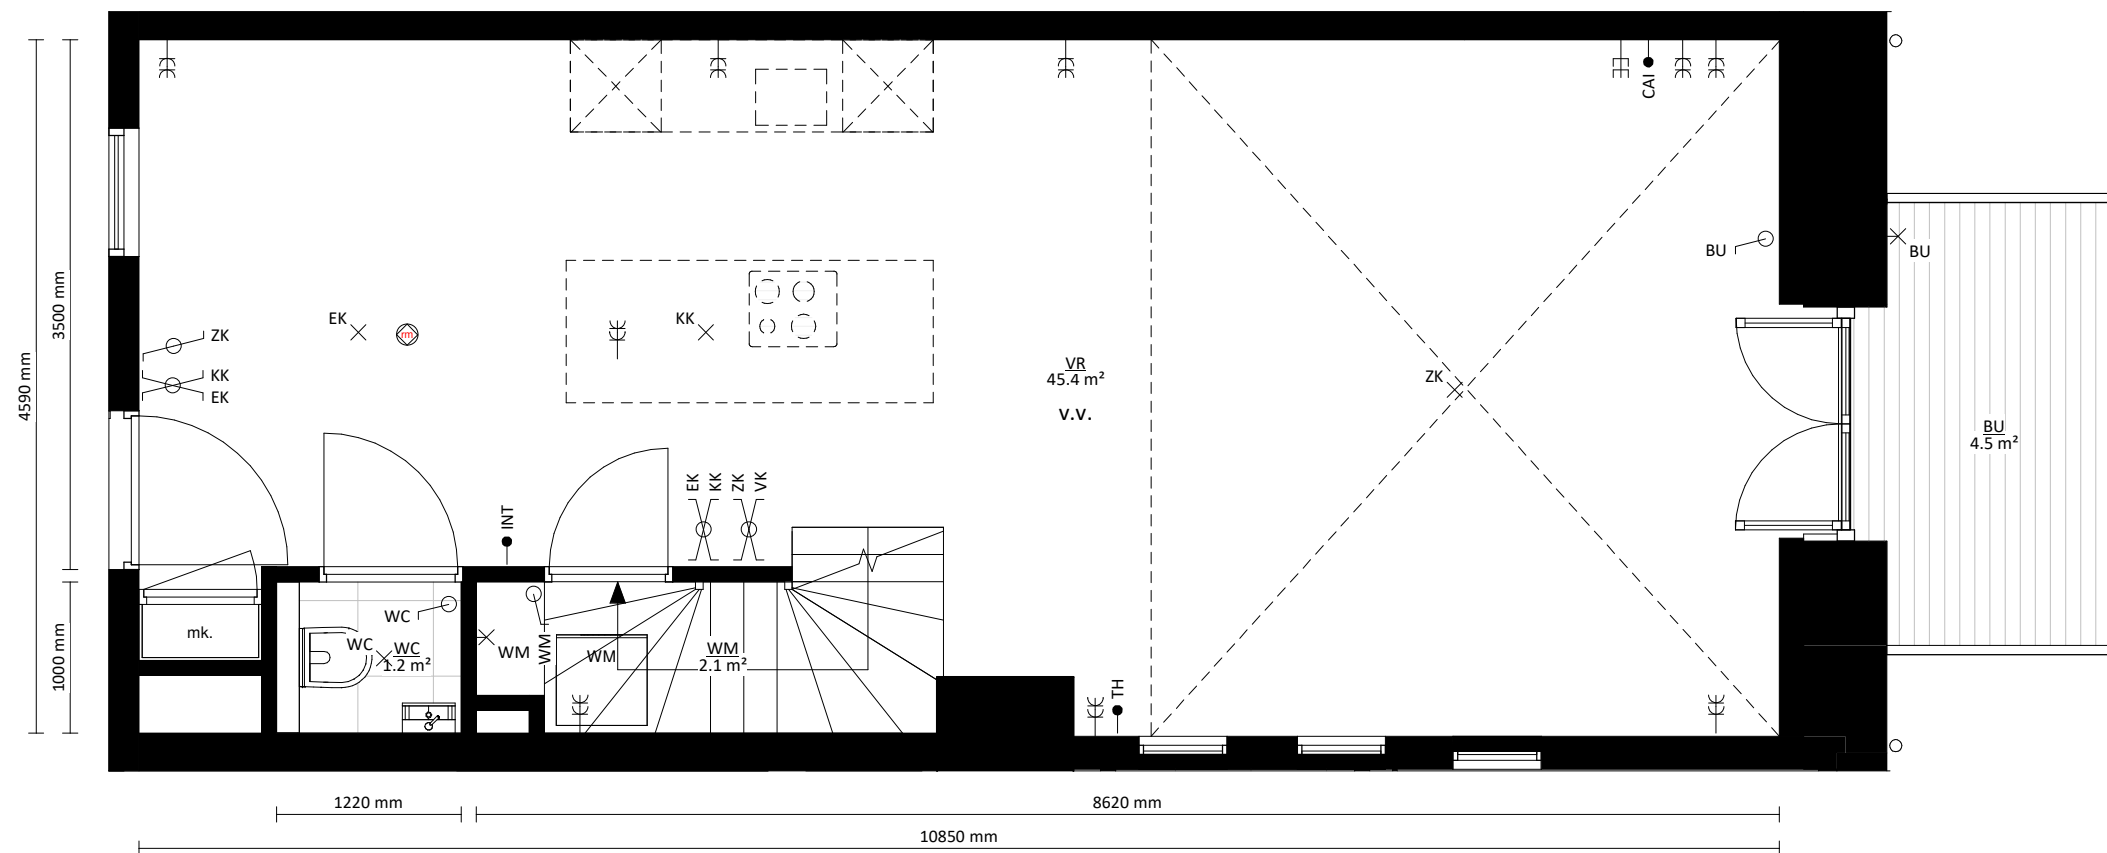 CAI
BU
BU
EK
rm
KK
ZK
KK
EK
4590 mm
3500 mm
VR
45.4 m²
v.v.
ZK
BU
4.5 m²
EK
KK
ZK
VK
INT
1000 mm
mk.
WC
WC
WC
1.2 m²
WM
WM
WM
WM
2.1 m²
TH
1220 mm
8620 mm
10850 mm